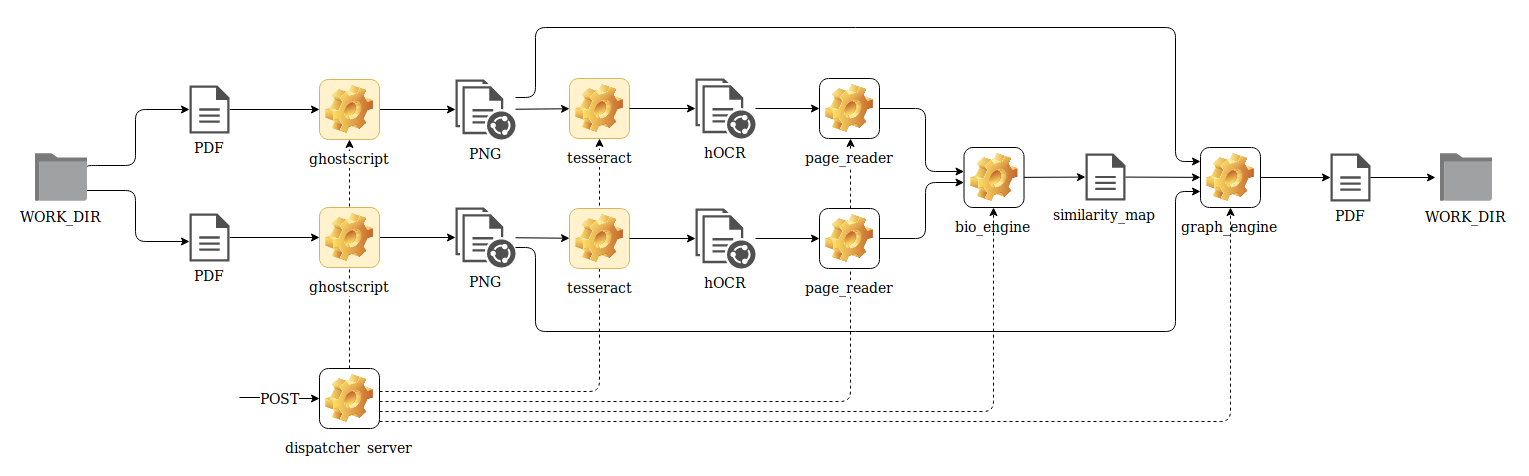 WORK_DIR
PDF
ghostscript
PNG
tesseract
hOCR
page_reader
PDF
ghostscript
PNG
tesseract
hOCR
page_reader
bio_engine
similarity_map
graph_engine
PDF
WORK_DIR
POST
dispatcher_server